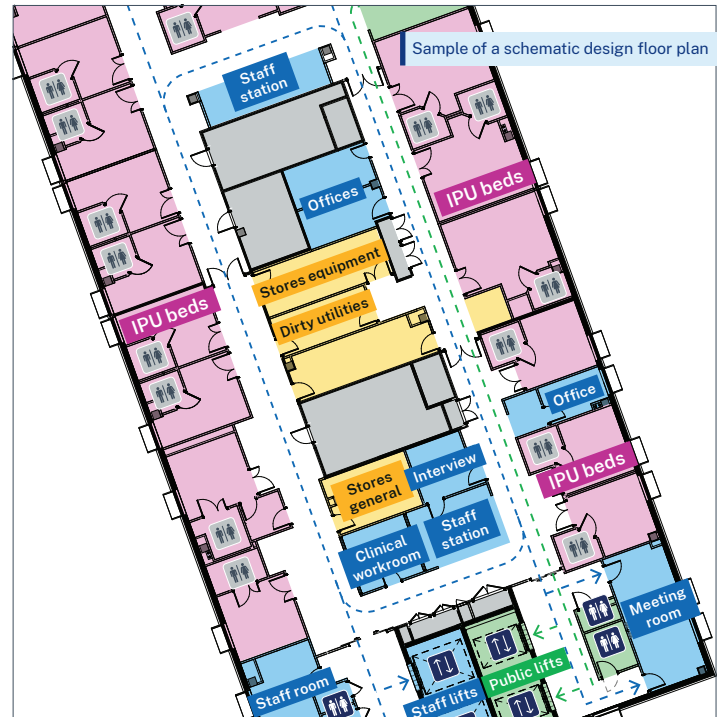 Sample of a schematic design floor plan
Staff
station
Offices
IPU beds
Stores equipment
Dirty utilities
IPU beds
Office
Interview
IPU beds
Stores
general
Staff
station
Clinical
workroom
Meeting
room
Public lifts
Staff room
Staff lifts